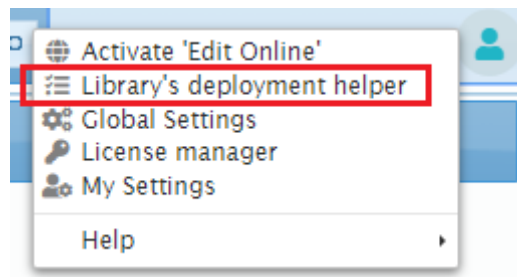 Activate 'Edit Online'
Library's deployment helper
Global Settings
License manager
My Settings
Help